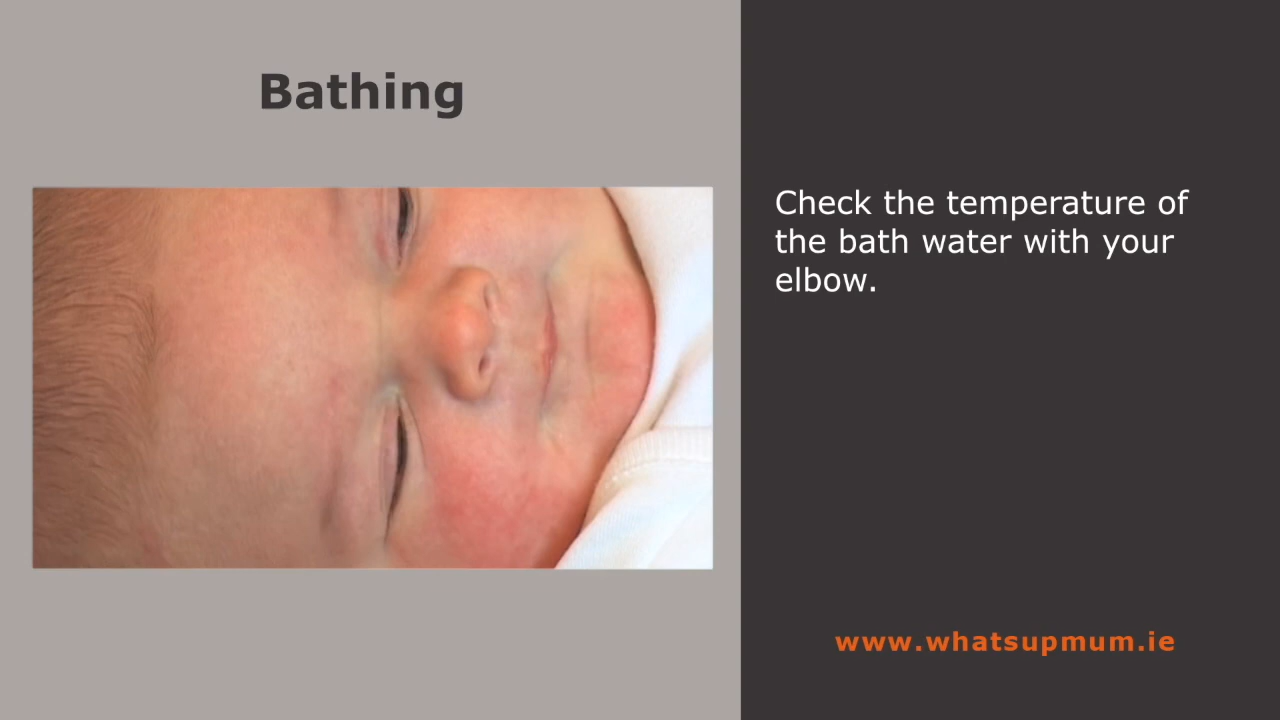 Bathing
Check the temperature of
the bath water with your
elbow.
www.whatsupmum.ie